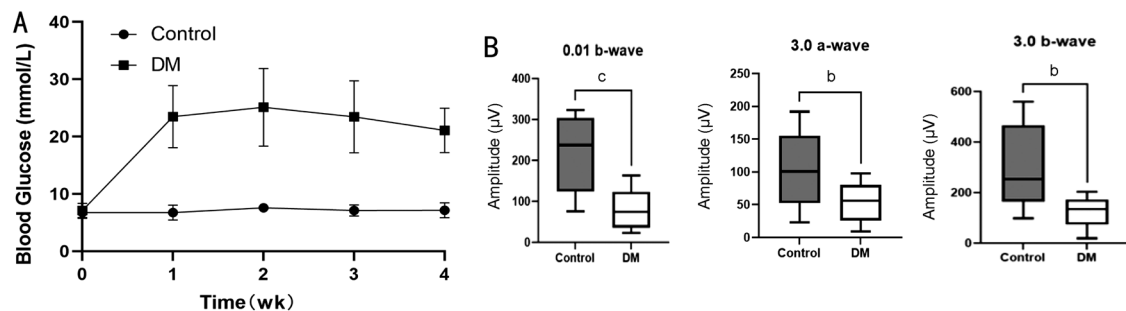 A
Blood Glucose (mmol/L)
40
30
20
10
0
Control
DM
0 1 2 3 4
Time (wk)
B
0.01 b-wave
c
Amplitude (μV)
400
300
200
100
0
Control DM
3.0 a-wave
b
Amplitude (μV)
250
200
150
100
50
0
Control DM
3.0 b-wave
b
Amplitude (μV)
600
400
200
0
Control DM